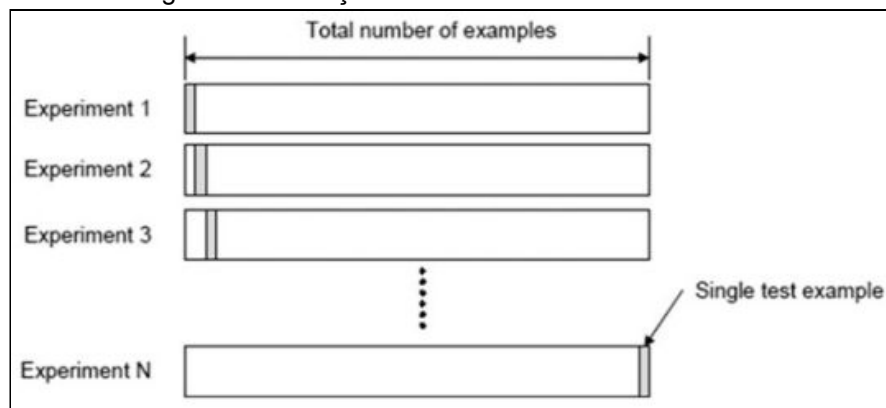 Total number of examples
Experiment 1
Experiment 2
Experiment 3
Single test example
Experiment N